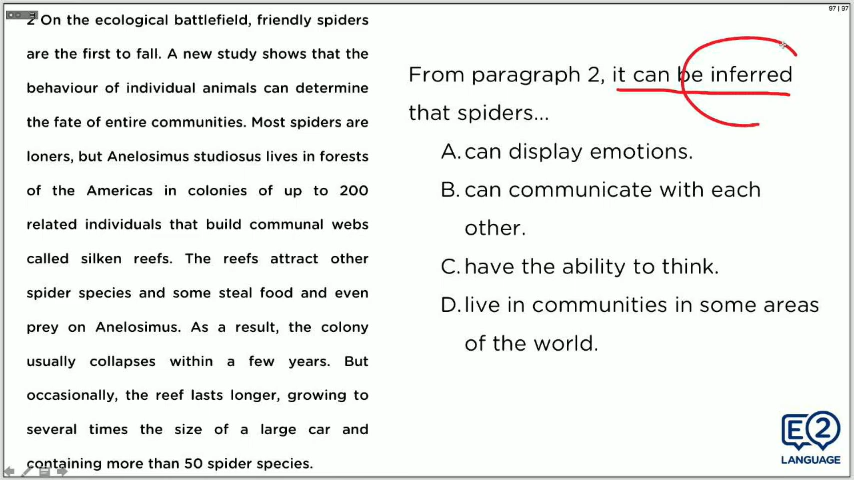 97 | 97
2 On the ecological battlefield, friendly spiders
are the first to fall. A new study shows that the
behaviour of individual animals can determine
the fate of entire communities. Most spiders are
loners, but Anelosimus studiosus lives in forests
of the Americas in colonies of up to 200
related individuals that build communal webs
called silken reefs. The reefs attract other
spider species and some steal food and even
prey on Anelosimus. As a result, the colony
usually collapses within a few years. But
occasionally, the reef lasts longer, growing to
several times the size of a large car and
containing more than 50 spider species.
From paragraph 2, it can be inferred
that spiders...
A. can display emotions.
B. can communicate with each
other.
C. have the ability to think.
D. live in communities in some areas
of the world.
E2
LANGUAGE